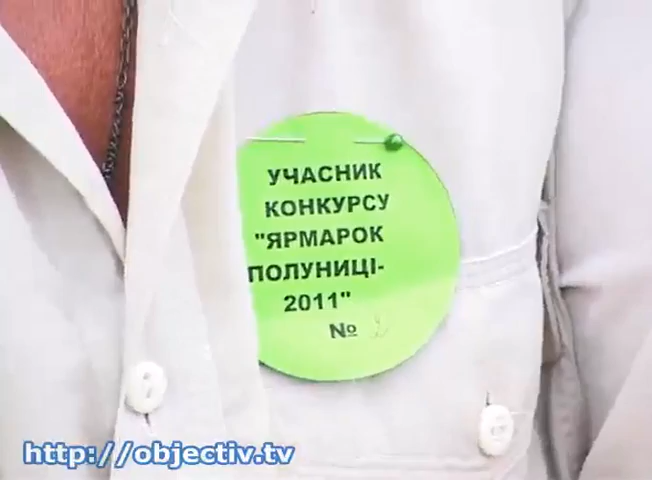 УЧАСНИК
КОНКУРСУ
"ЯРМАРОК
ПОЛУНИЦІ-
2011"
№
http://objectiv.tv